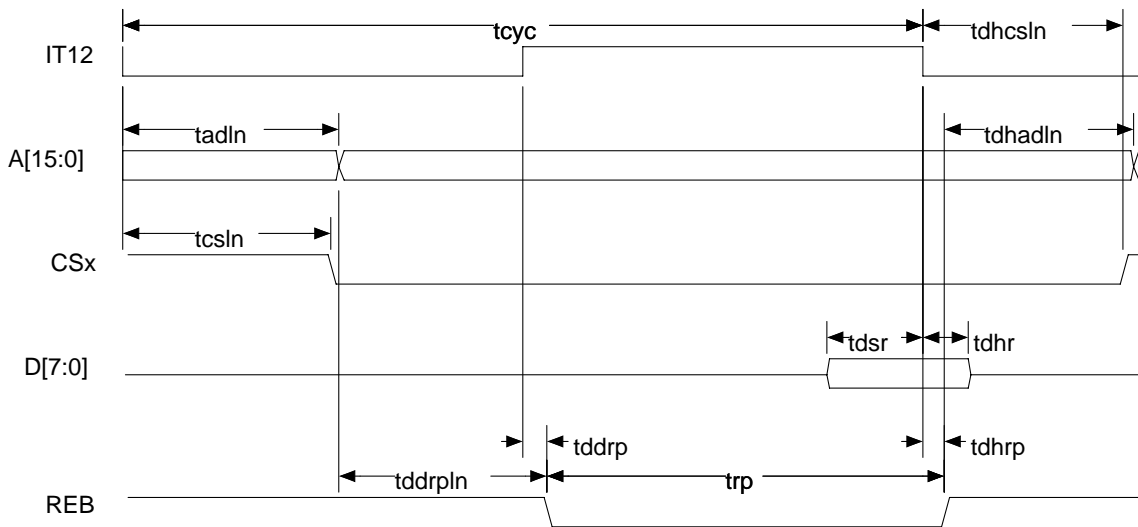 tcyc
tdhcsln
IT12
tadln
tdhadln
A[15:0]
tcsln
CSx
tdsr
tdhr
D[7:0]
tddrp
tdhrp
tddrpln
trp
REB